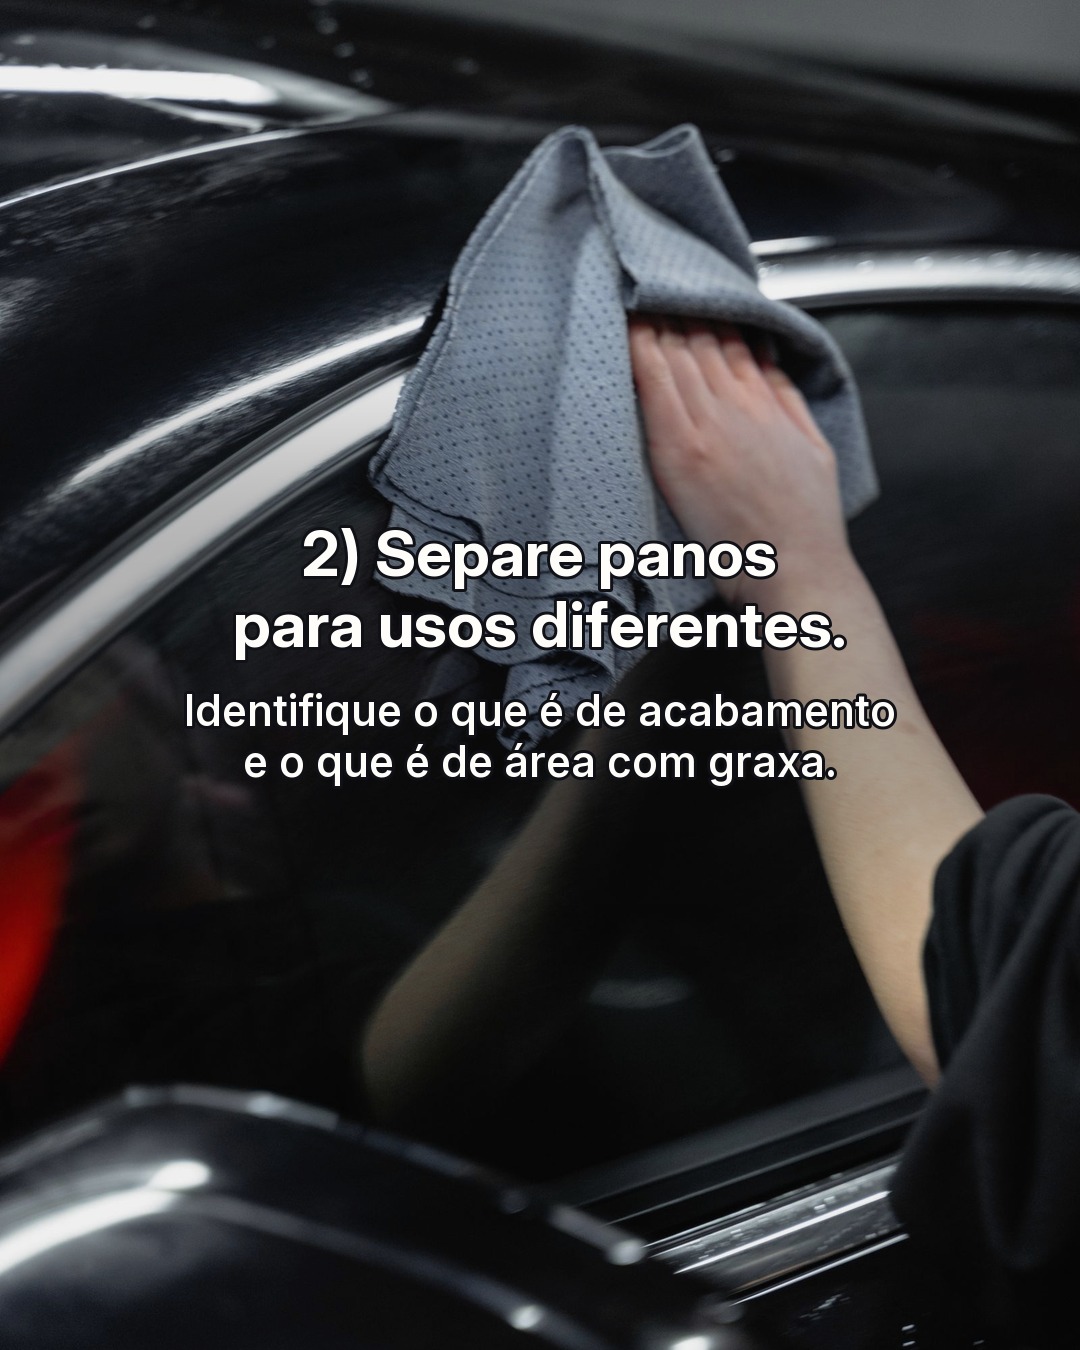 2) Separe panos
para usos diferentes.
Identifique o que é de acabamento
e o que é de área com graxa.